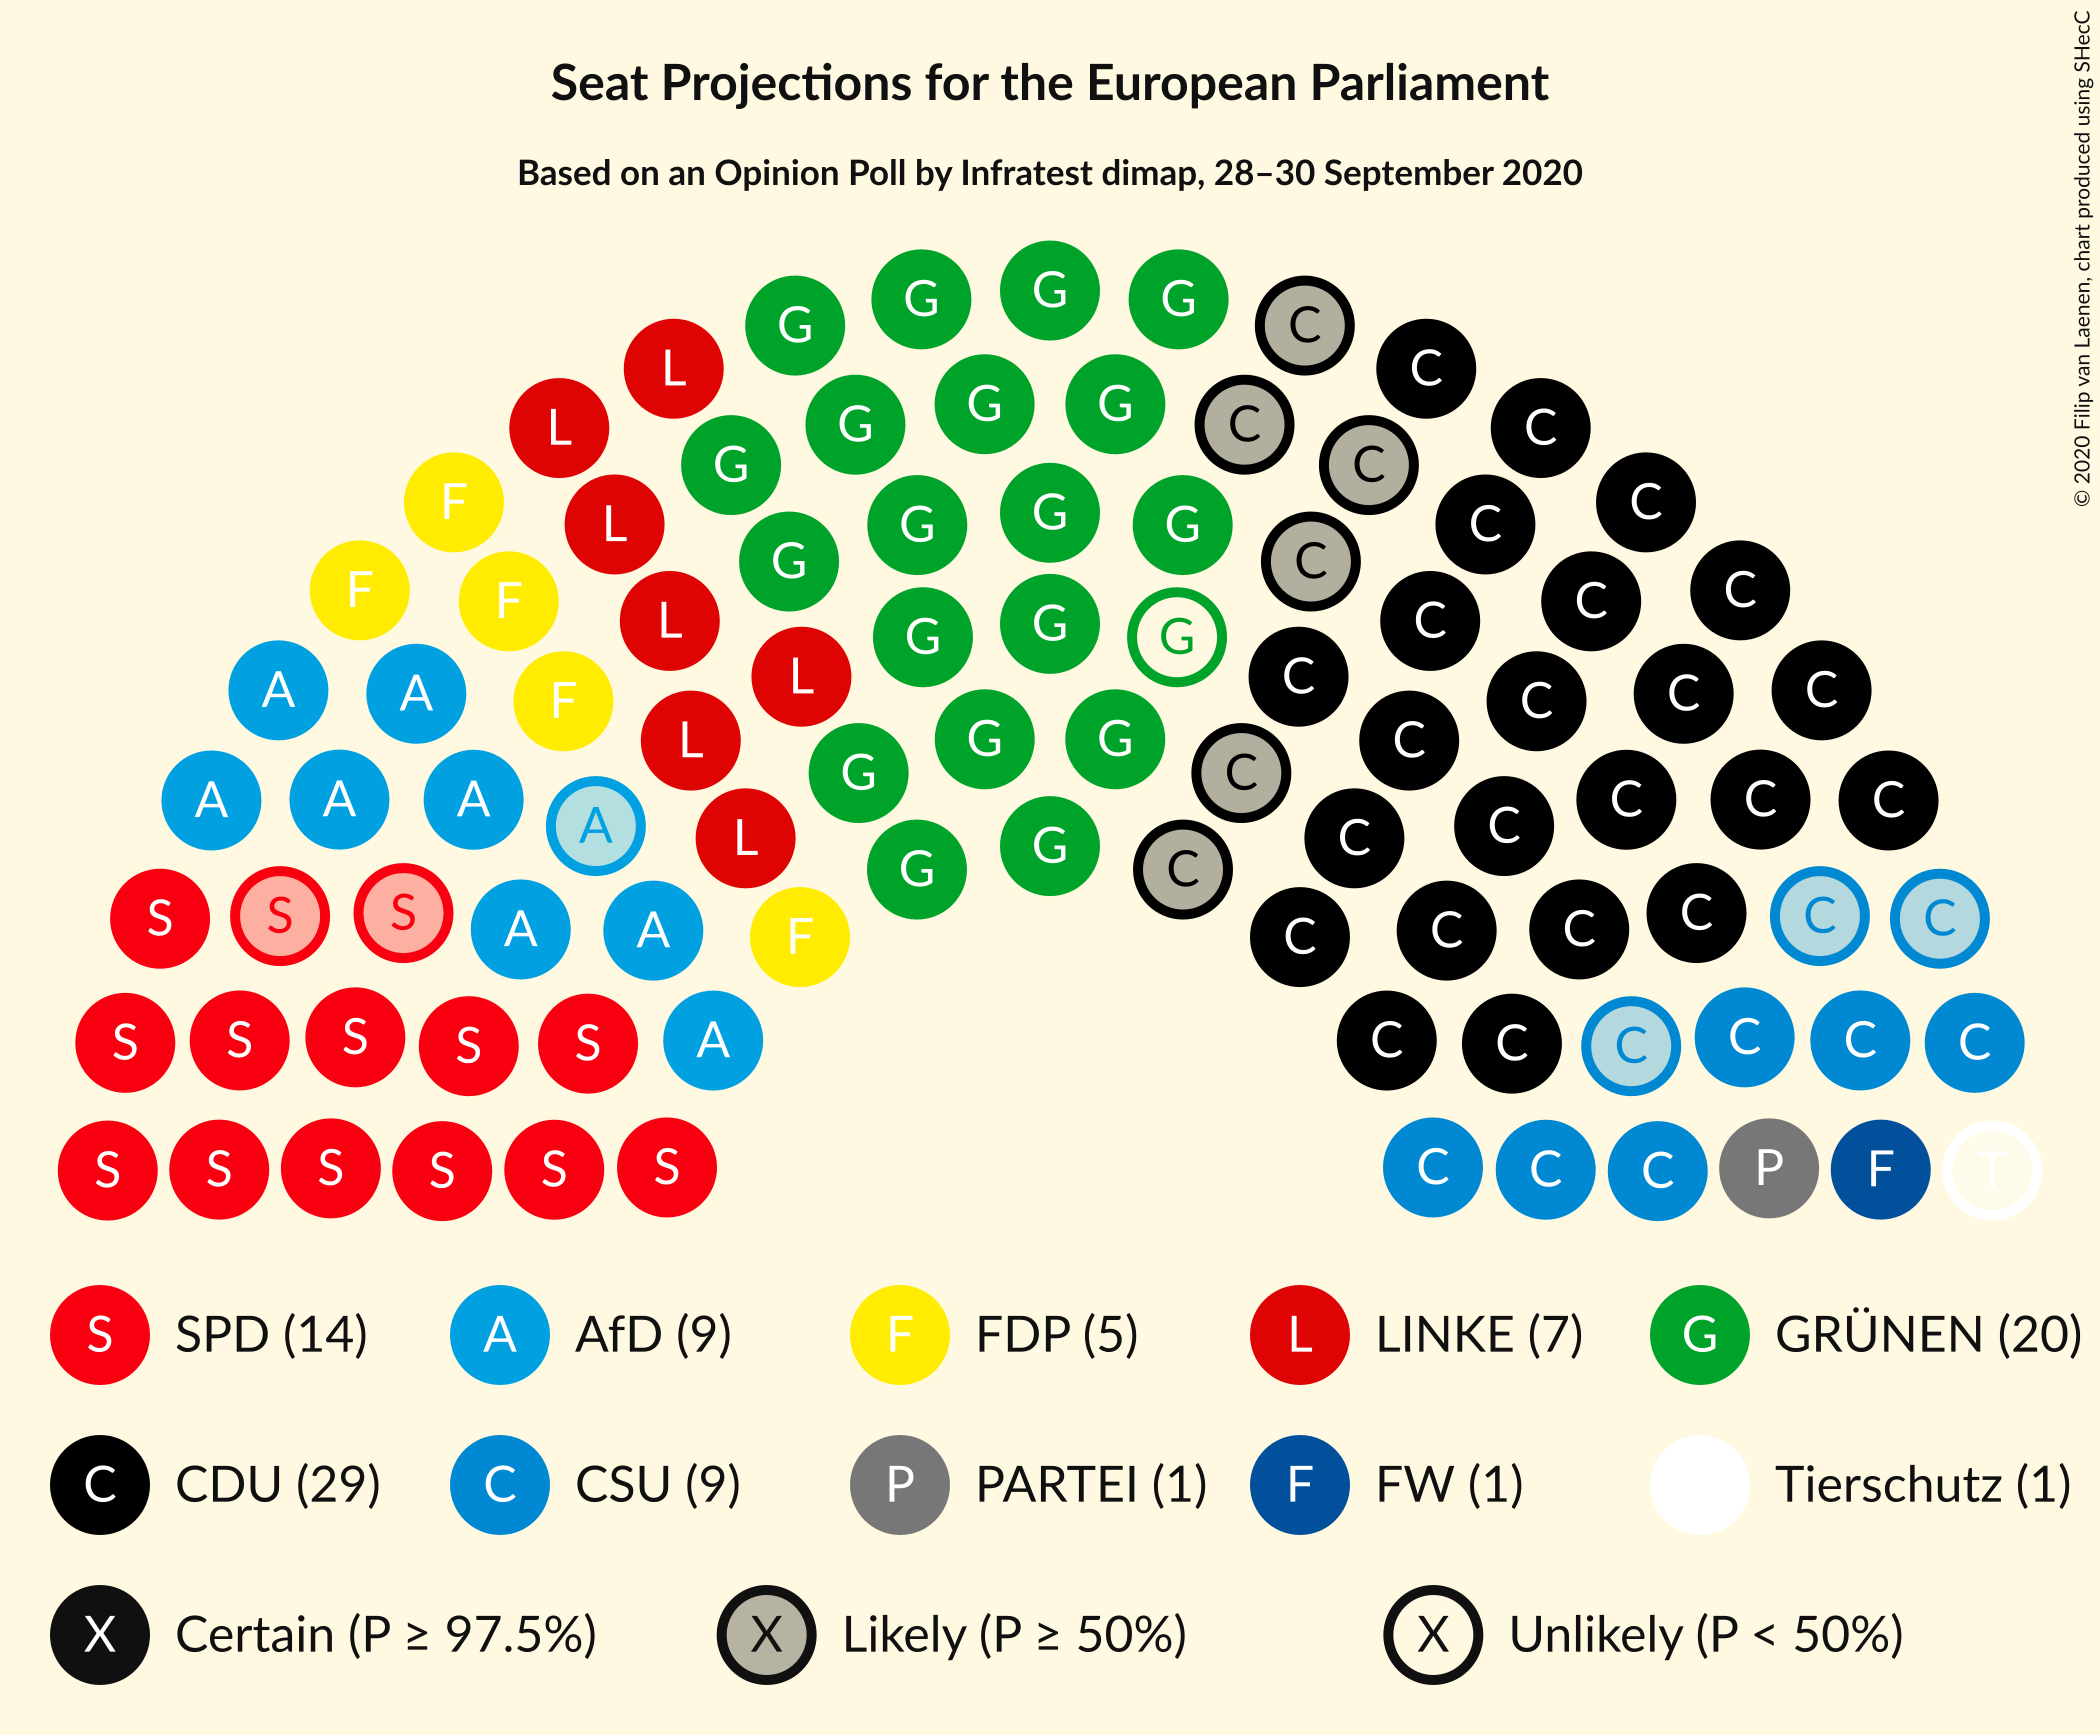 Seat Projections for the European Parliament
Based on an Opinion Poll by Infratest dimap, 28–30 September 2020
© 2020 Filip van Laenen, chart produced using SHecC
G G G G C
L G G G G C C C
L L G G G G C C C C
F F F L L G G G C C C C C C
A A F L L G G G C C C C C C
A A A A L G G C C C C C C C
S S S A A F C C C C C C
S S S S S A C C C C C C
S S S S S S C C C P F T
S SPD (14) A AfD (9) F FDP (5) L LINKE (7) G GRÜNEN (20)
C CDU (29) C CSU (9) P PARTEI (1) F FW (1) Tierschutz (1)
X Certain (P ≥ 97.5%) X Likely (P ≥ 50%) X Unlikely (P < 50%)